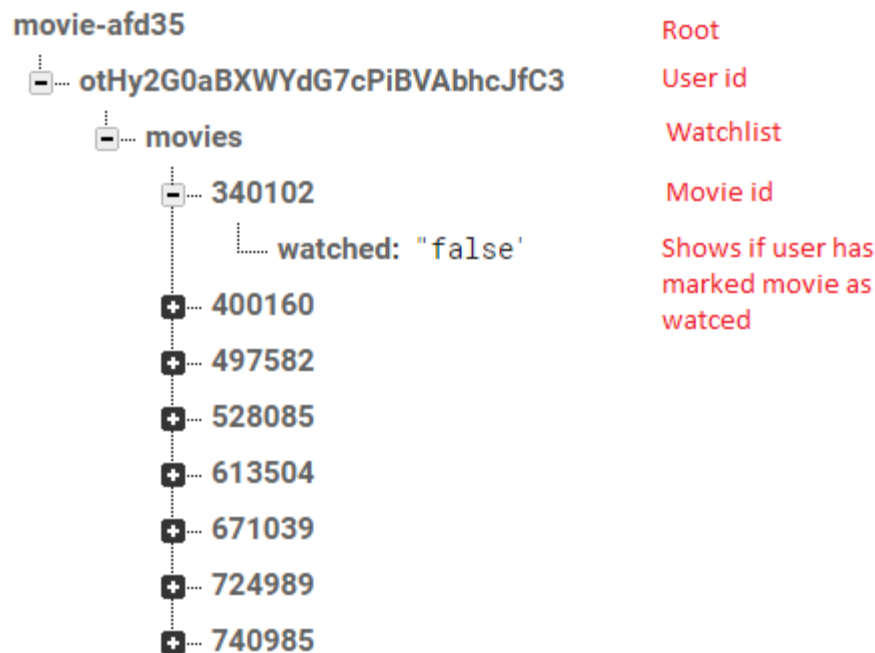 movie-afd35 Root
otHy2G0aBXWYdG7cPiBVAbhcJfC3 User id
movies Watchlist
340102 Movie id
watched: "false' Shows if user has
marked movie as
watced
400160
497582
528085
613504
671039
724989
740985